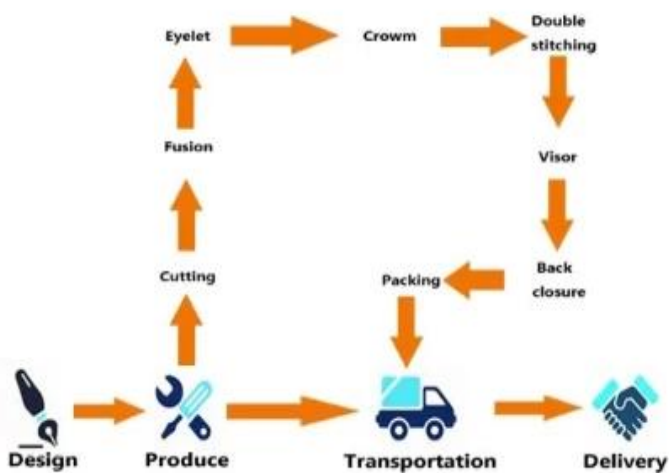 Eyelet
Crowm
Double
stitching
Fusion
Visor
Cutting
Packing
Back
closure
Design
Produce
Transportation
Delivery